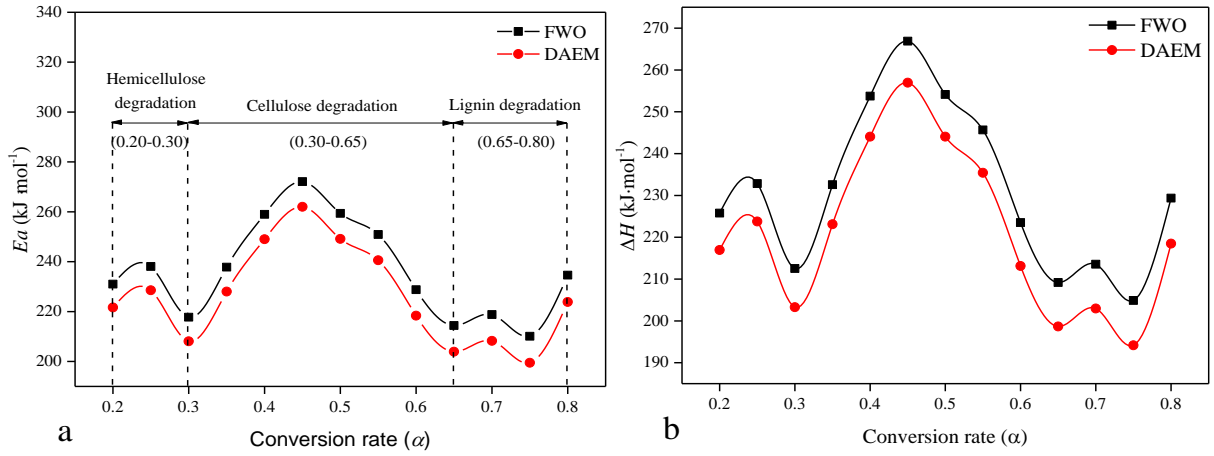 340
320
300
280
260
240
220
200
Ea (kJ mol⁻¹)
FWO
DAEM
Hemicellulose
degradation
Cellulose degradation
Lignin degradation
(0.20-0.30)
(0.30-0.65)
(0.65-0.80)
0.2 0.3 0.4 0.5 0.6 0.7 0.8
a
Conversion rate (α)
270
260
250
240
230
220
210
200
190
ΔH (kJ·mol⁻¹)
FWO
DAEM
0.2 0.3 0.4 0.5 0.6 0.7 0.8
b
Conversion rate (α)